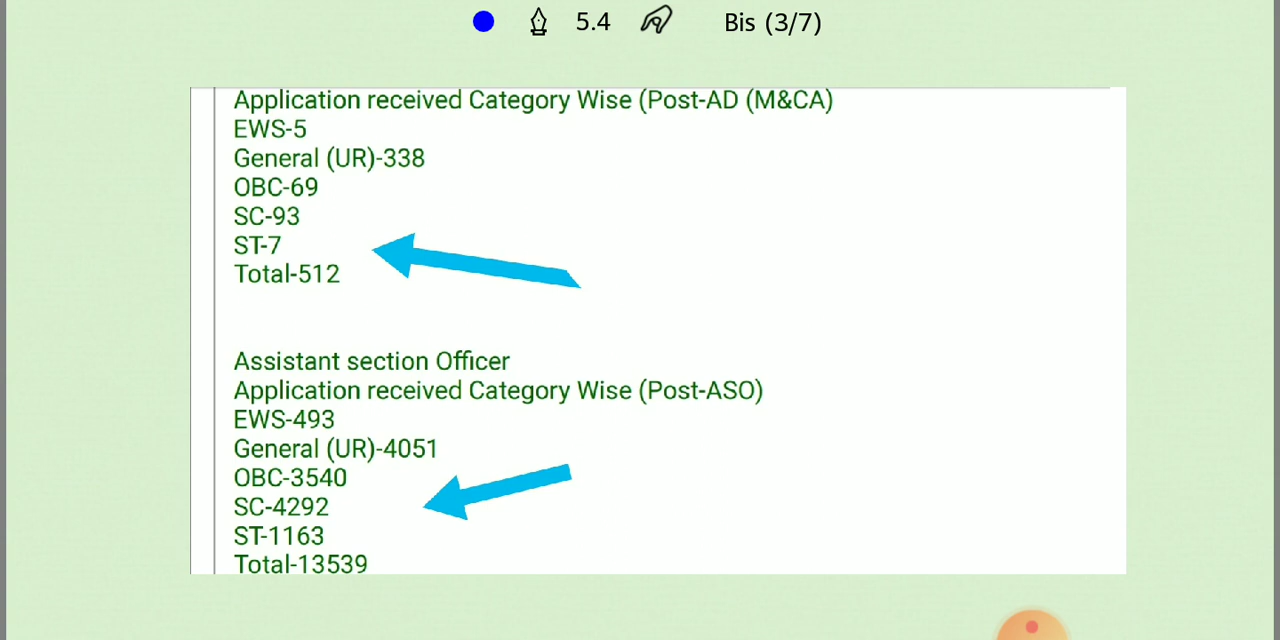 5.4 Bis (3/7)
Application received Category Wise (Post-AD (M&CA)
EWS-5
General (UR)-338
OBC-69
SC-93
ST-7
Total-512
Assistant section Officer
Application received Category Wise (Post-ASO)
EWS-493
General (UR)-4051
OBC-3540
SC-4292
ST-1163
Total-13539